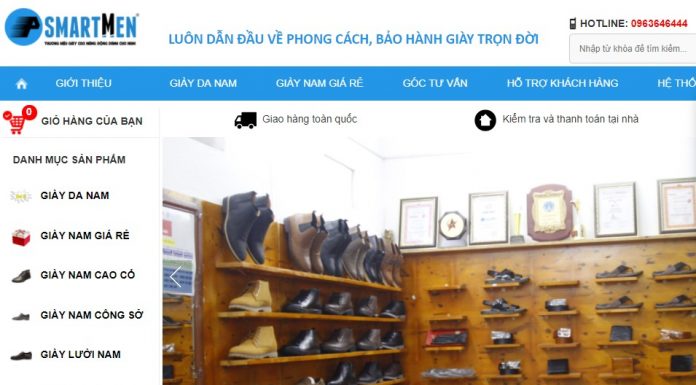 SMARTMEN
THƯƠNG HIỆU GIÀY CAO HÀNG ĐÔNG DÀNH CHO NAM
LUÔN DẪN ĐẦU VỀ PHONG CÁCH, BẢO HÀNH GIÀY TRỌN ĐỜI
HOTLINE: 0963646444
Nhập từ khóa để tìm kiếm...
GIỚI THIỆU
GIÀY DA NAM
GIÀY NAM GIÁ RẺ
GÓC TƯ VẤN
HỖ TRỢ KHÁCH HÀNG
HỆ THỐ
0
GIỎ HÀNG CỦA BẠN
Giao hàng toàn quốc
Kiểm tra và thanh toán tại nhà
DANH MỤC SẢN PHẨM
GIÀY DA NAM
GIÀY NAM GIÁ RẺ
GIÀY NAM CAO CỔ
GIÀY NAM CÔNG SỞ
GIÀY LƯỜI NAM